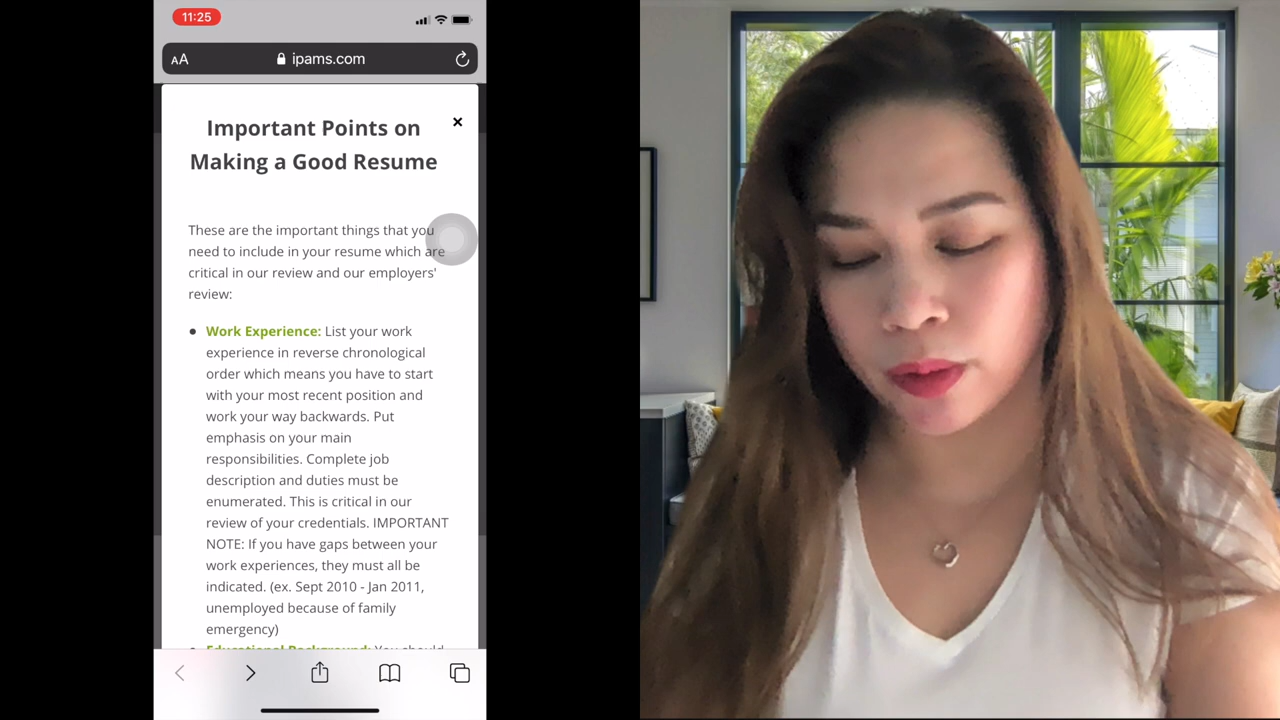 11:25
AA ipams.com
Important Points on
Making a Good Resume
These are the important things that you
need to include in your resume which are
critical in our review and our employers'
review:
Work Experience: List your work
experience in reverse chronological
order which means you have to start
with your most recent position and
work your way backwards. Put
emphasis on your main
responsibilities. Complete job
description and duties must be
enumerated. This is critical in our
review of your credentials. IMPORTANT
NOTE: If you have gaps between your
work experiences, they must all be
indicated. (ex. Sept 2010 - Jan 2011,
unemployed because of family
emergency)
Educational Background: You should